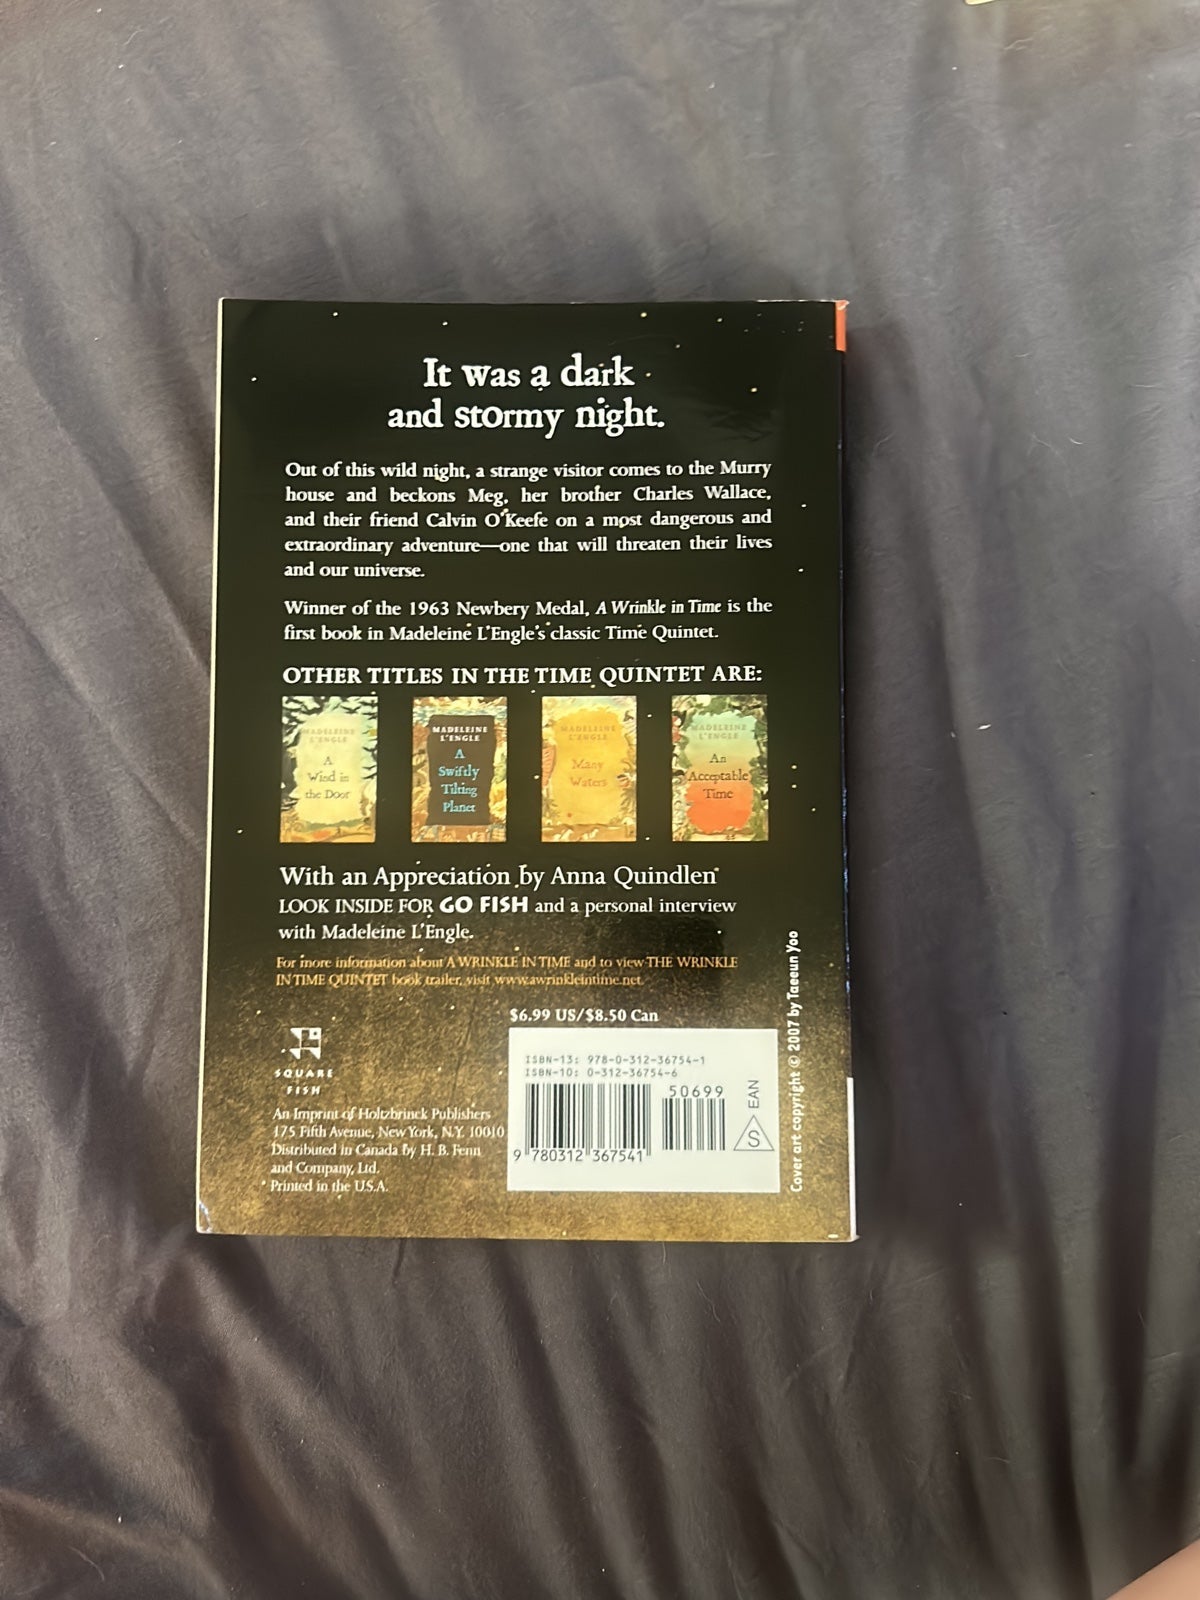 It was a dark
and stormy night.
Out of this wild night, a strange visitor comes to the Murry
house and beckons Meg, her brother Charles Wallace,
and their friend Calvin O'Keefe on a most dangerous and
extraordinary adventure—one that will threaten their lives
and our universe.
Winner of the 1963 Newbery Medal, A Wrinkle in Time is the
first book in Madeleine L'Engle's classic Time Quintet.
OTHER TITLES IN THE TIME QUINTET ARE:
MADELEINE
L'ENGLE
A
Wind in
the Door
MADELEINE
L'ENGLE
A
Swiftly
Tilting
Planet
MADELEINE
L'ENGLE
Many
Waters
MADELEINE
L'ENGLE
An
Acceptable
Time
With an Appreciation by Anna Quindlen
LOOK INSIDE FOR GO FISH and a personal interview
with Madeleine L'Engle.
For more information about A WRINKLE IN TIME and to view THE WRINKLE
IN TIME QUINTET book trailer, visit www.awrinkleintime.net.
$6.99 US/$8.50 Can
SQUARE
FISH
An Imprint of Holtzbrinck Publishers
175 Fifth Avenue, New York, N.Y. 10010
Distributed in Canada by H. B. Fenn
and Company, Ltd.
Printed in the U.S.A.
ISBN-13: 978-0-312-36754-1
ISBN-10: 0-312-36754-6
50699
9 780312 367541
S
EAN
Cover art copyright © 2007 by Taeeun Yoo